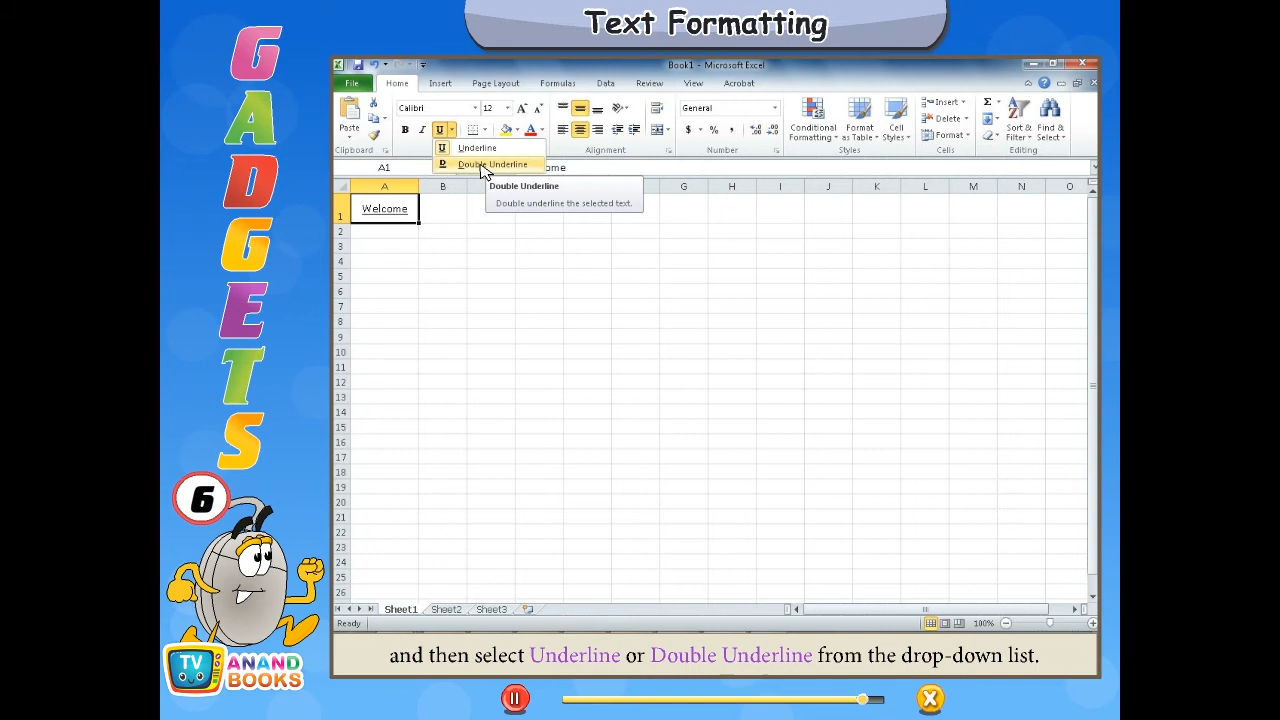 Text Formatting
GADGETS
6
TV
ANAND
BOOKS
Book1 - Microsoft Excel
File Home Insert Page Layout Formulas Data Review View Acrobat
Paste
Clipboard
Calibri 12
B I U
Underline
Double Underline
Double Underline
Double underline the selected text.
Alignment
General
$ % ,
Number
Conditional Formatting
Format as Table
Cell Styles
Styles
Insert
Delete
Format
Cells
Σ
Sort & Filter
Find & Select
Editing
A1
ome
A B G H I J K L M N O
1 Welcome
2
3
4
5
6
7
8
9
10
11
12
13
14
15
16
17
18
19
20
21
22
23
24
25
26
Sheet1 Sheet2 Sheet3
Ready 100%
and then select Underline or Double Underline from the drop-down list.